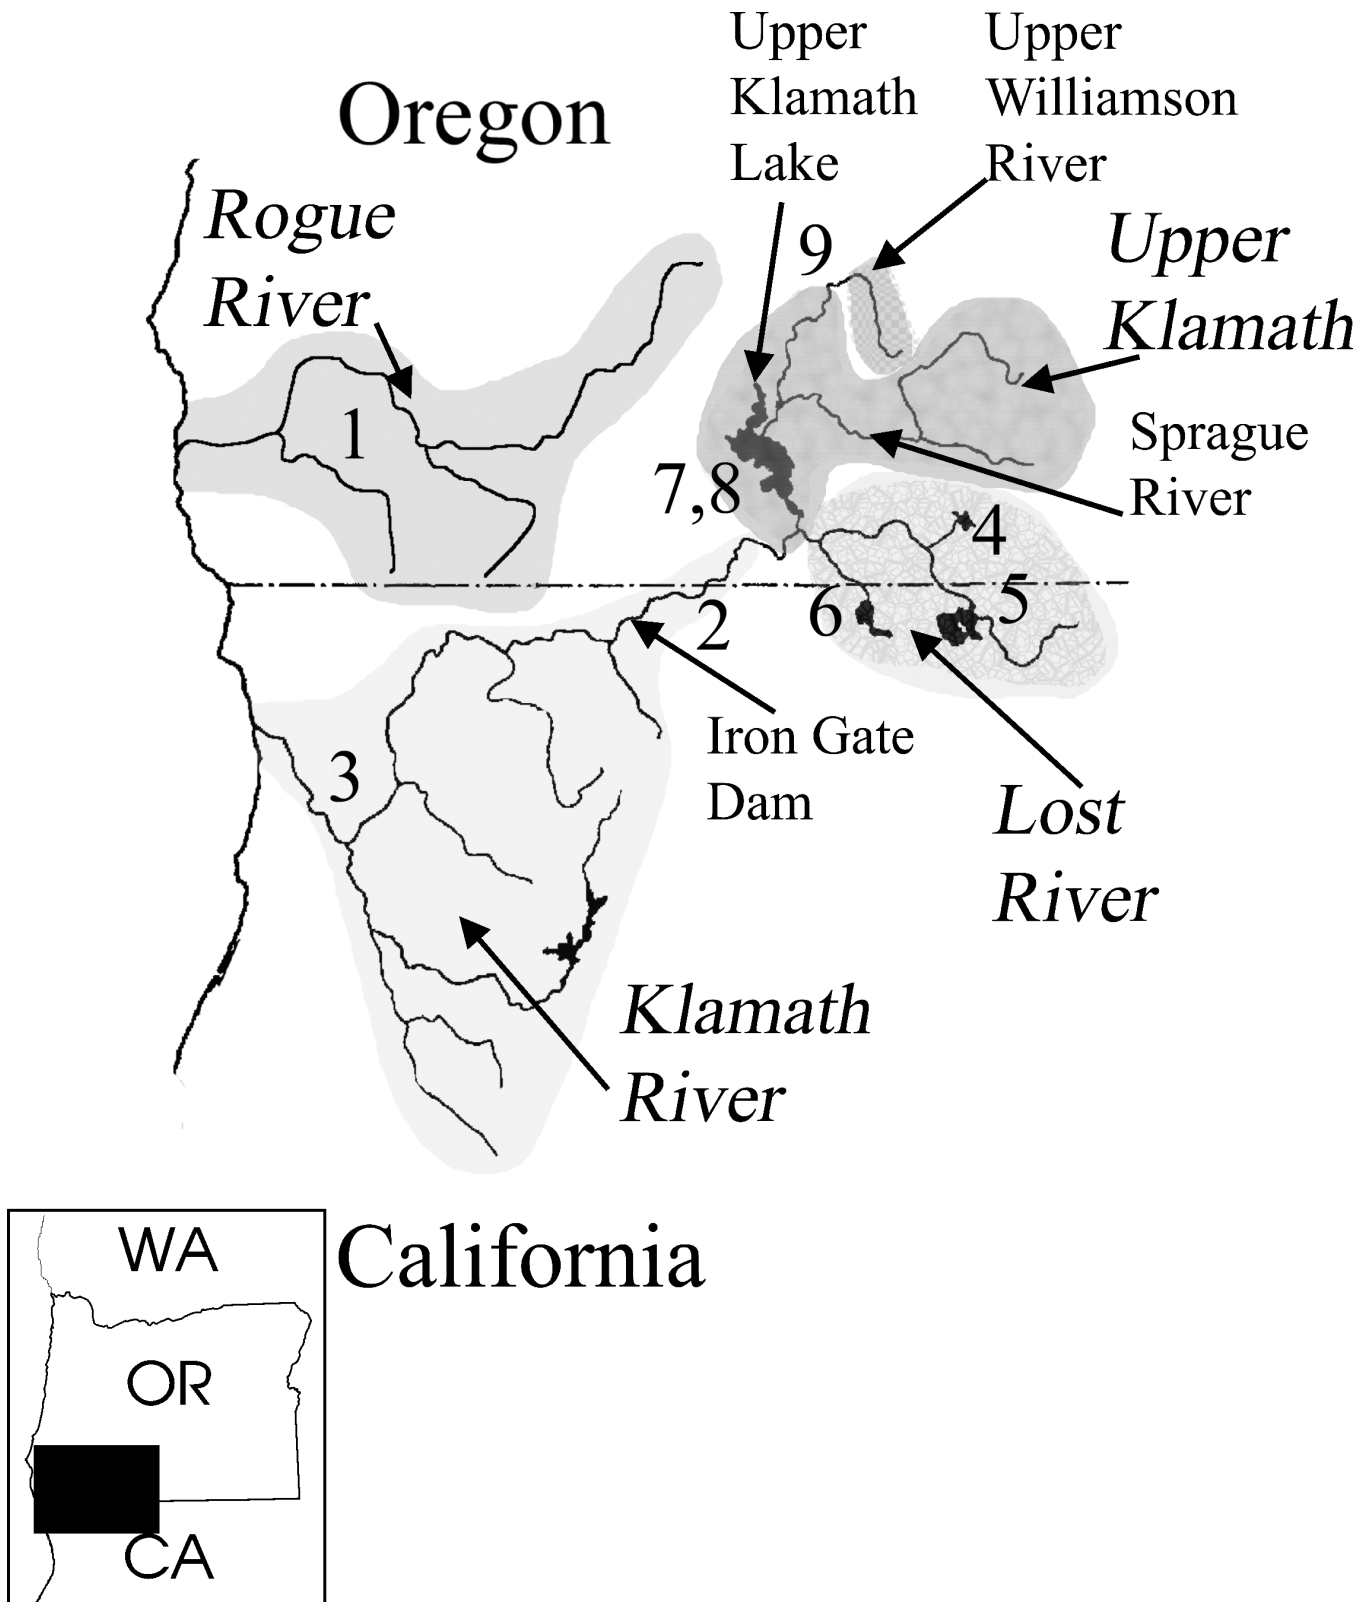 Upper
Klamath
Lake
Upper
Williamson
River
Oregon
Rogue
River
9
Upper
Klamath
1
Sprague
River
7,8
4
5
6
2
Iron Gate
Dam
3
Lost
River
Klamath
River
California
WA
OR
CA